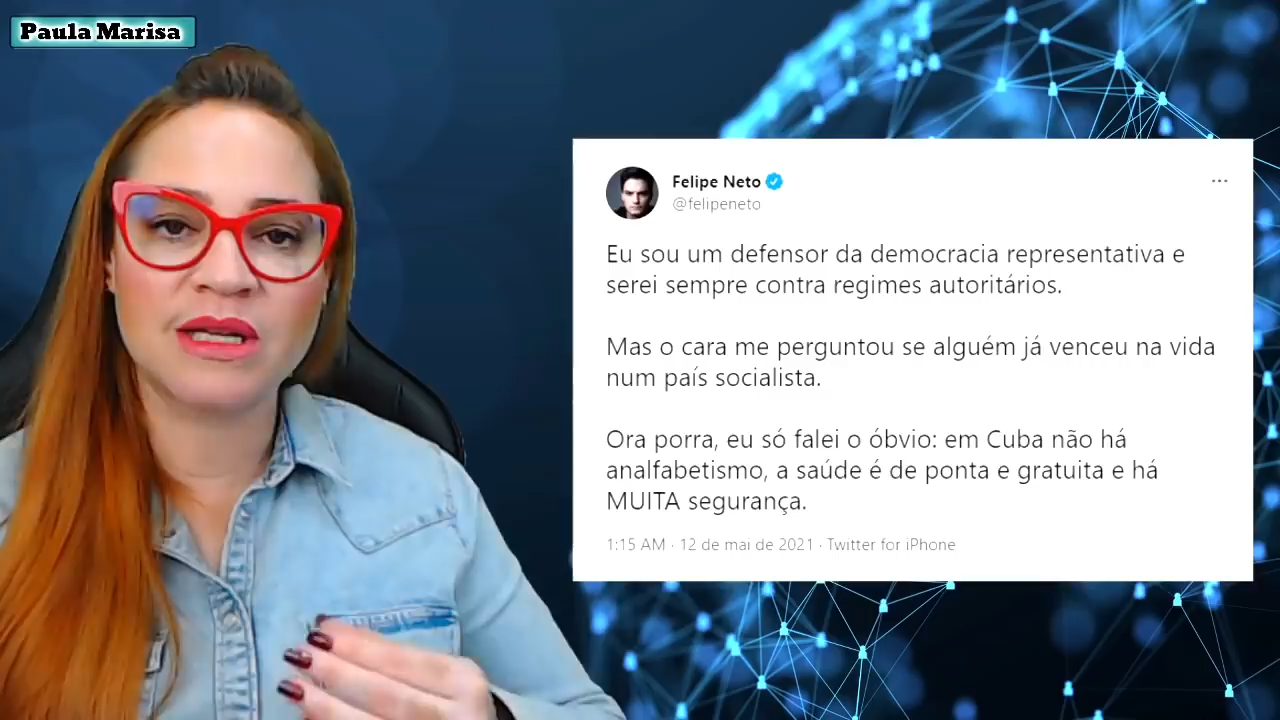 Paula Marisa
Felipe Neto
@felipeneto
Eu sou um defensor da democracia representativa e
serei sempre contra regimes autoritários.
Mas o cara me perguntou se alguém já venceu na vida
num país socialista.
Ora porra, eu só falei o óbvio: em Cuba não há
analfabetismo, a saúde é de ponta e gratuita e há
MUITA segurança.
1:15 AM · 12 de mai de 2021 · Twitter for iPhone